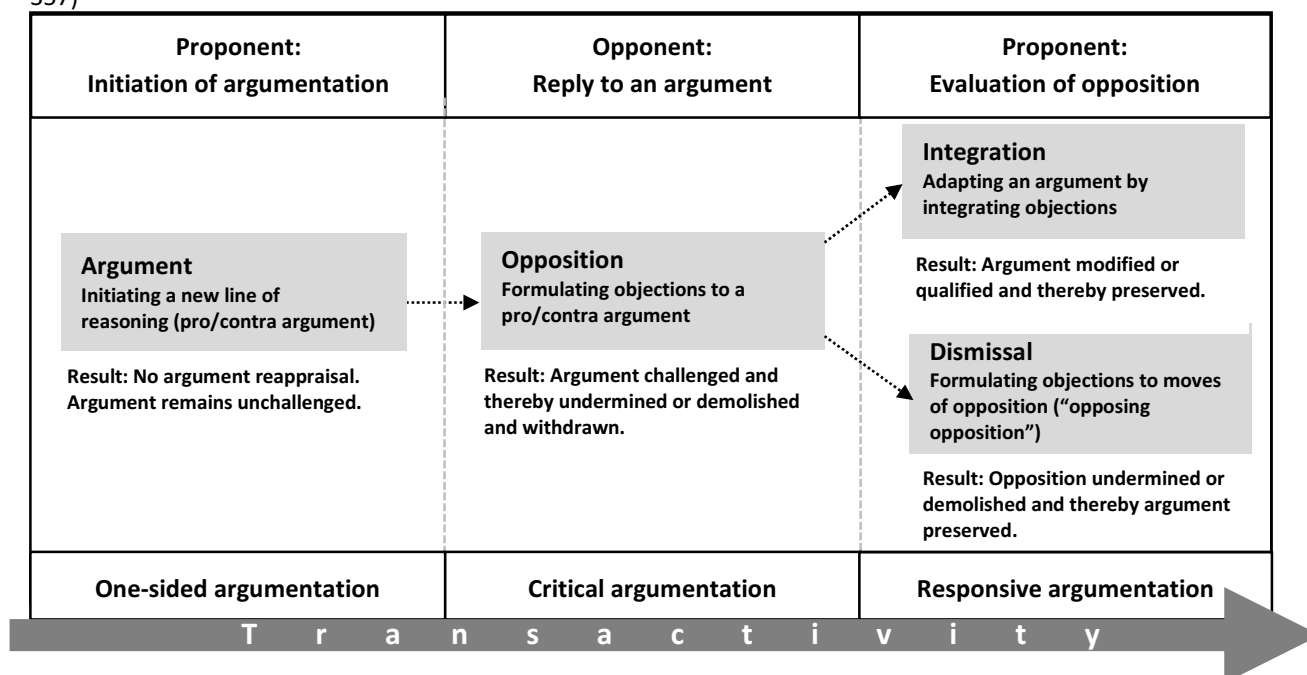 337)
Proponent:
Initiation of argumentation
Opponent:
Reply to an argument
Proponent:
Evaluation of opposition
Argument
Initiating a new line of
reasoning (pro/contra argument)
Result: No argument reappraisal.
Argument remains unchallenged.
Opposition
Formulating objections to a
pro/contra argument
Result: Argument challenged and
thereby undermined or demolished
and withdrawn.
Integration
Adapting an argument by
integrating objections
Result: Argument modified or
qualified and thereby preserved.
Dismissal
Formulating objections to moves
of opposition (“opposing
opposition”)
Result: Opposition undermined or
demolished and thereby argument
preserved.
One-sided argumentation
Critical argumentation
Responsive argumentation
T r a n s a c t i v i t y